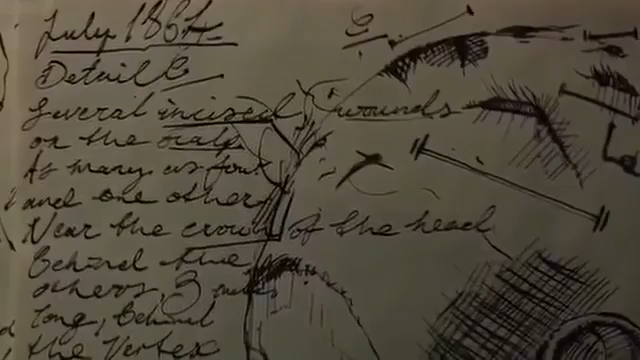 July 1864
Detail C
C
Several incised wounds
on the scalp
As many as four
and one other
Near the crown of the head
Behind the
others, 3 inches
long, behind
the Vertex